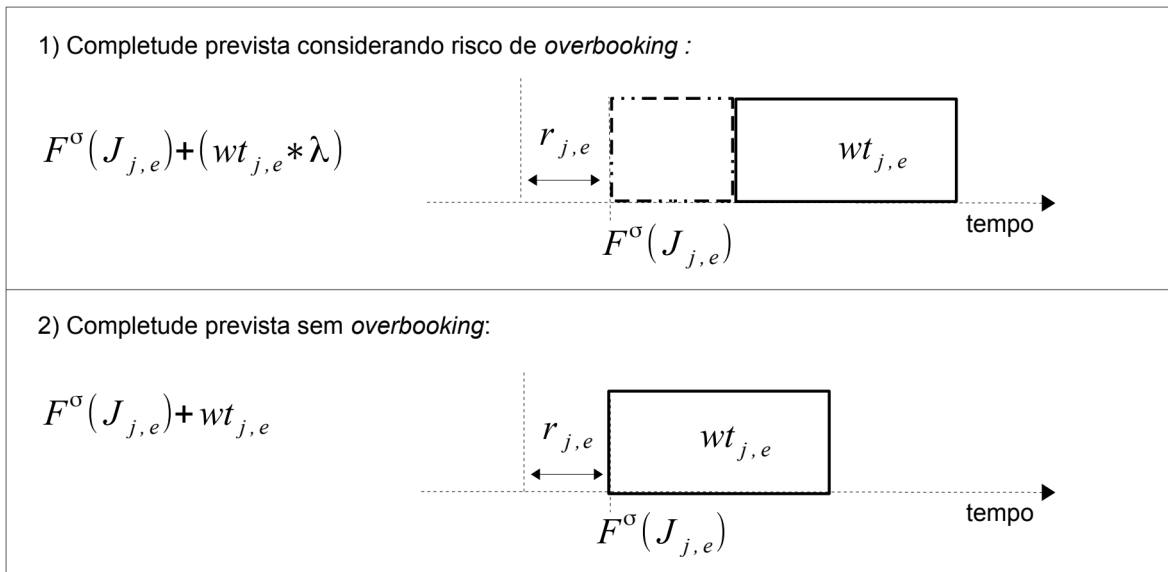 1) Completude prevista considerando risco de overbooking :
F^σ(J_{j,e})+(wt_{j,e}*λ)
r_{j,e}
wt_{j,e}
tempo
F^σ(J_{j,e})
2) Completude prevista sem overbooking:
F^σ(J_{j,e})+wt_{j,e}
r_{j,e}
wt_{j,e}
tempo
F^σ(J_{j,e})